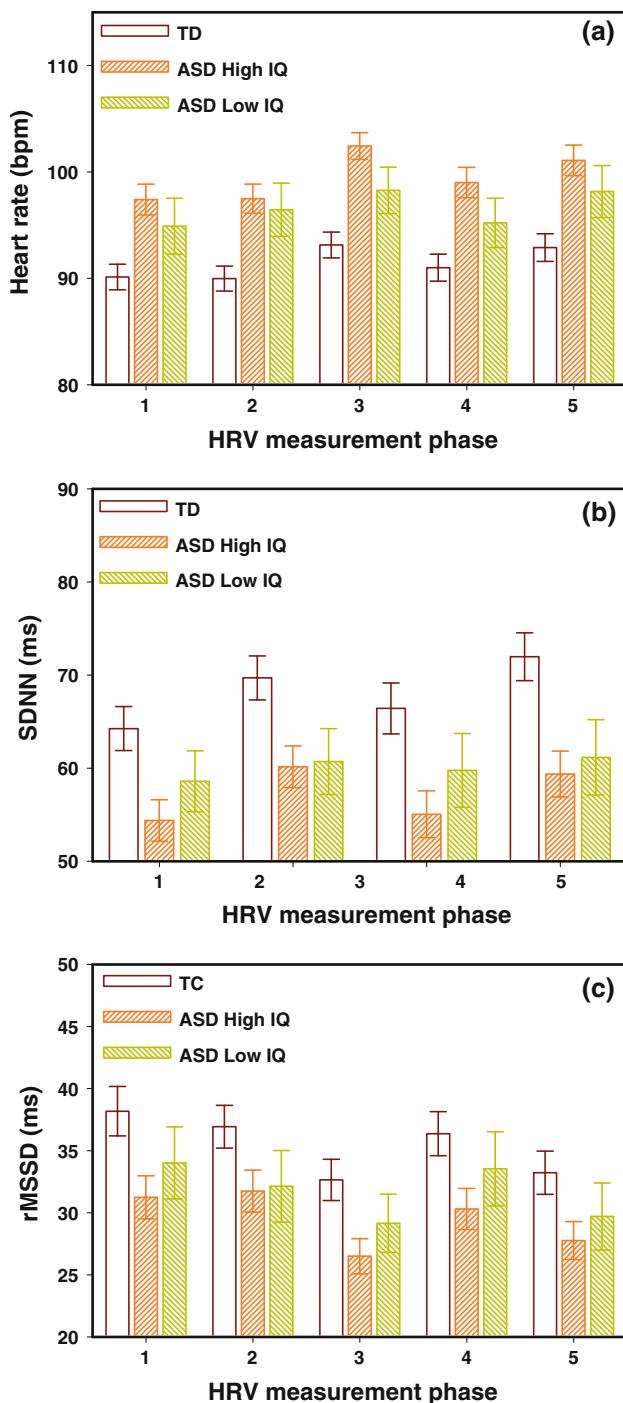 (a)
TD
ASD High IQ
ASD Low IQ
Heart rate (bpm)
110
100
90
80
1 2 3 4 5
HRV measurement phase
(b)
TD
ASD High IQ
ASD Low IQ
SDNN (ms)
90
80
70
60
50
1 2 3 4 5
HRV measurement phase
(c)
TC
ASD High IQ
ASD Low IQ
rMSSD (ms)
50
45
40
35
30
25
20
1 2 3 4 5
HRV measurement phase